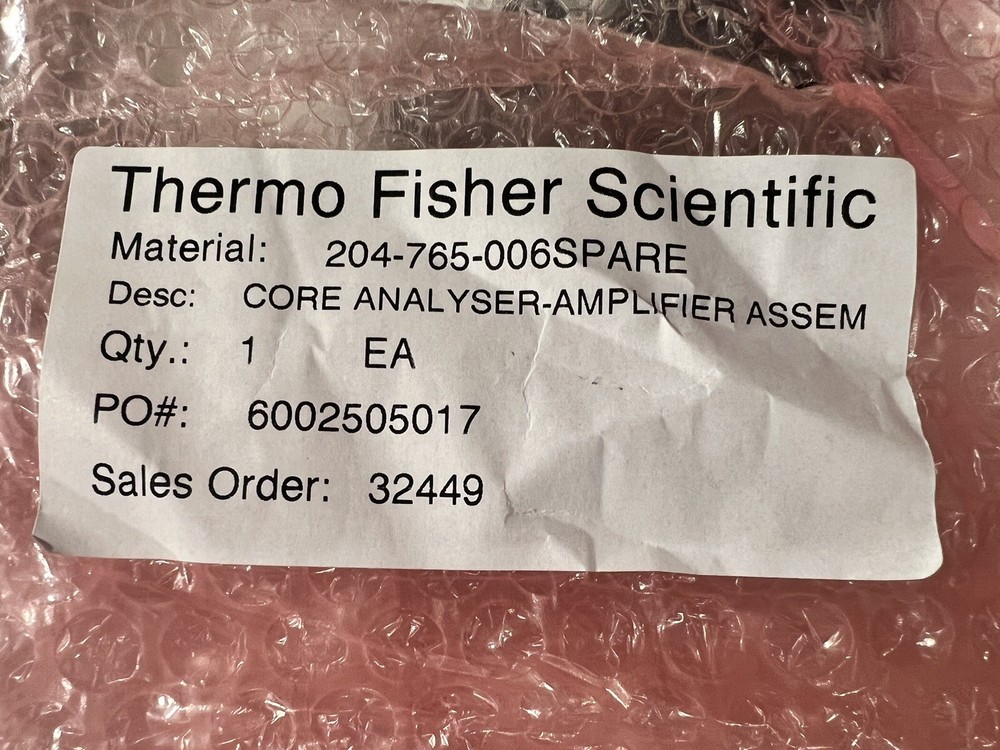 Thermo Fisher Scientific
Material: 204-765-006SPARE
Desc: CORE ANALYSER-AMPLIFIER ASSEM
Qty.: 1 EA
PO#: 6002505017
Sales Order: 32449